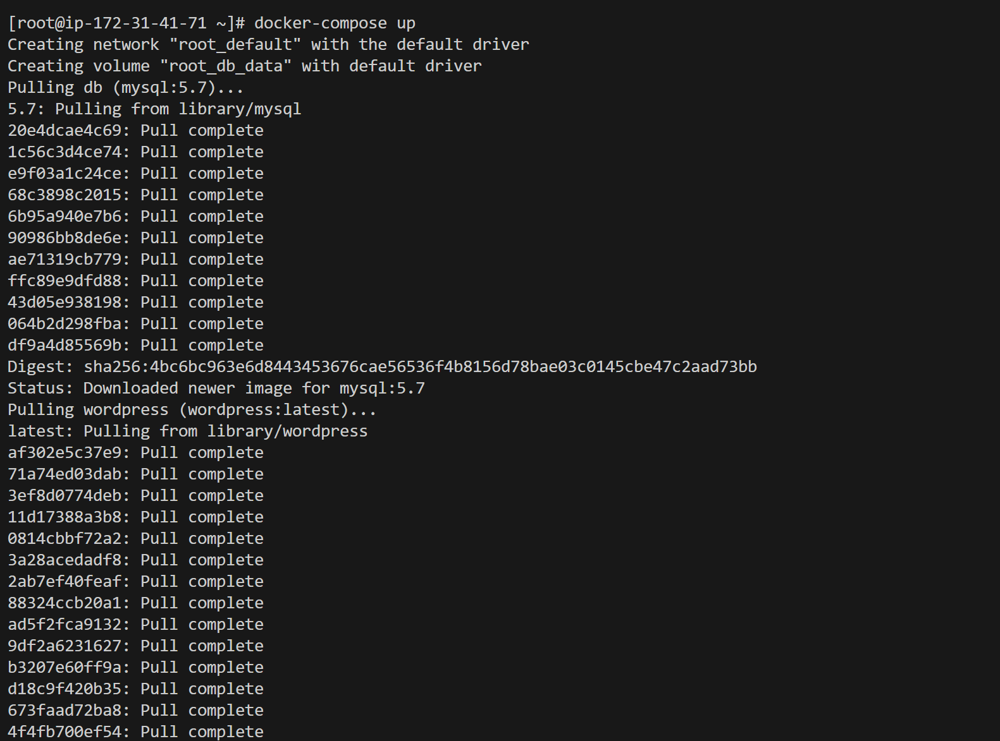 [root@ip-172-31-41-71 ~]# docker-compose up
Creating network "root_default" with the default driver
Creating volume "root_db_data" with default driver
Pulling db (mysql:5.7)...
5.7: Pulling from library/mysql
20e4dcae4c69: Pull complete
1c56c3d4ce74: Pull complete
e9f03a1c24ce: Pull complete
68c3898c2015: Pull complete
6b95a940e7b6: Pull complete
90986bb8de6e: Pull complete
ae71319cb779: Pull complete
ffc89e9dfd88: Pull complete
43d05e938198: Pull complete
064b2d298fba: Pull complete
df9a4d85569b: Pull complete
Digest: sha256:4bc6bc963e6d8443453676cae56536f4b8156d78bae03c0145cbe47c2aad73bb
Status: Downloaded newer image for mysql:5.7
Pulling wordpress (wordpress:latest)...
latest: Pulling from library/wordpress
af302e5c37e9: Pull complete
71a74ed03dab: Pull complete
3ef8d0774deb: Pull complete
11d17388a3b8: Pull complete
0814cbbf72a2: Pull complete
3a28acedadf8: Pull complete
2ab7ef40feaf: Pull complete
88324ccb20a1: Pull complete
ad5f2fca9132: Pull complete
9df2a6231627: Pull complete
b3207e60ff9a: Pull complete
d18c9f420b35: Pull complete
673faad72ba8: Pull complete
4f4fb700ef54: Pull complete